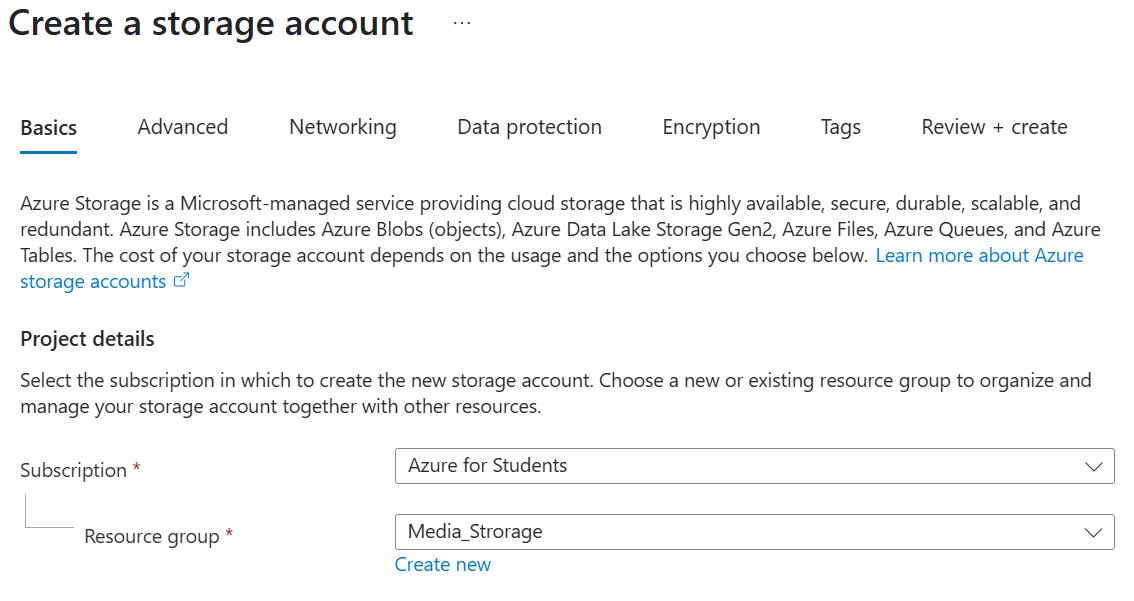 Create a storage account ...
Basics Advanced Networking Data protection Encryption Tags Review + create
Azure Storage is a Microsoft-managed service providing cloud storage that is highly available, secure, durable, scalable, and
redundant. Azure Storage includes Azure Blobs (objects), Azure Data Lake Storage Gen2, Azure Files, Azure Queues, and Azure
Tables. The cost of your storage account depends on the usage and the options you choose below. Learn more about Azure
storage accounts
Project details
Select the subscription in which to create the new storage account. Choose a new or existing resource group to organize and
manage your storage account together with other resources.
Subscription * Azure for Students
Resource group * Media_Strorage
Create new